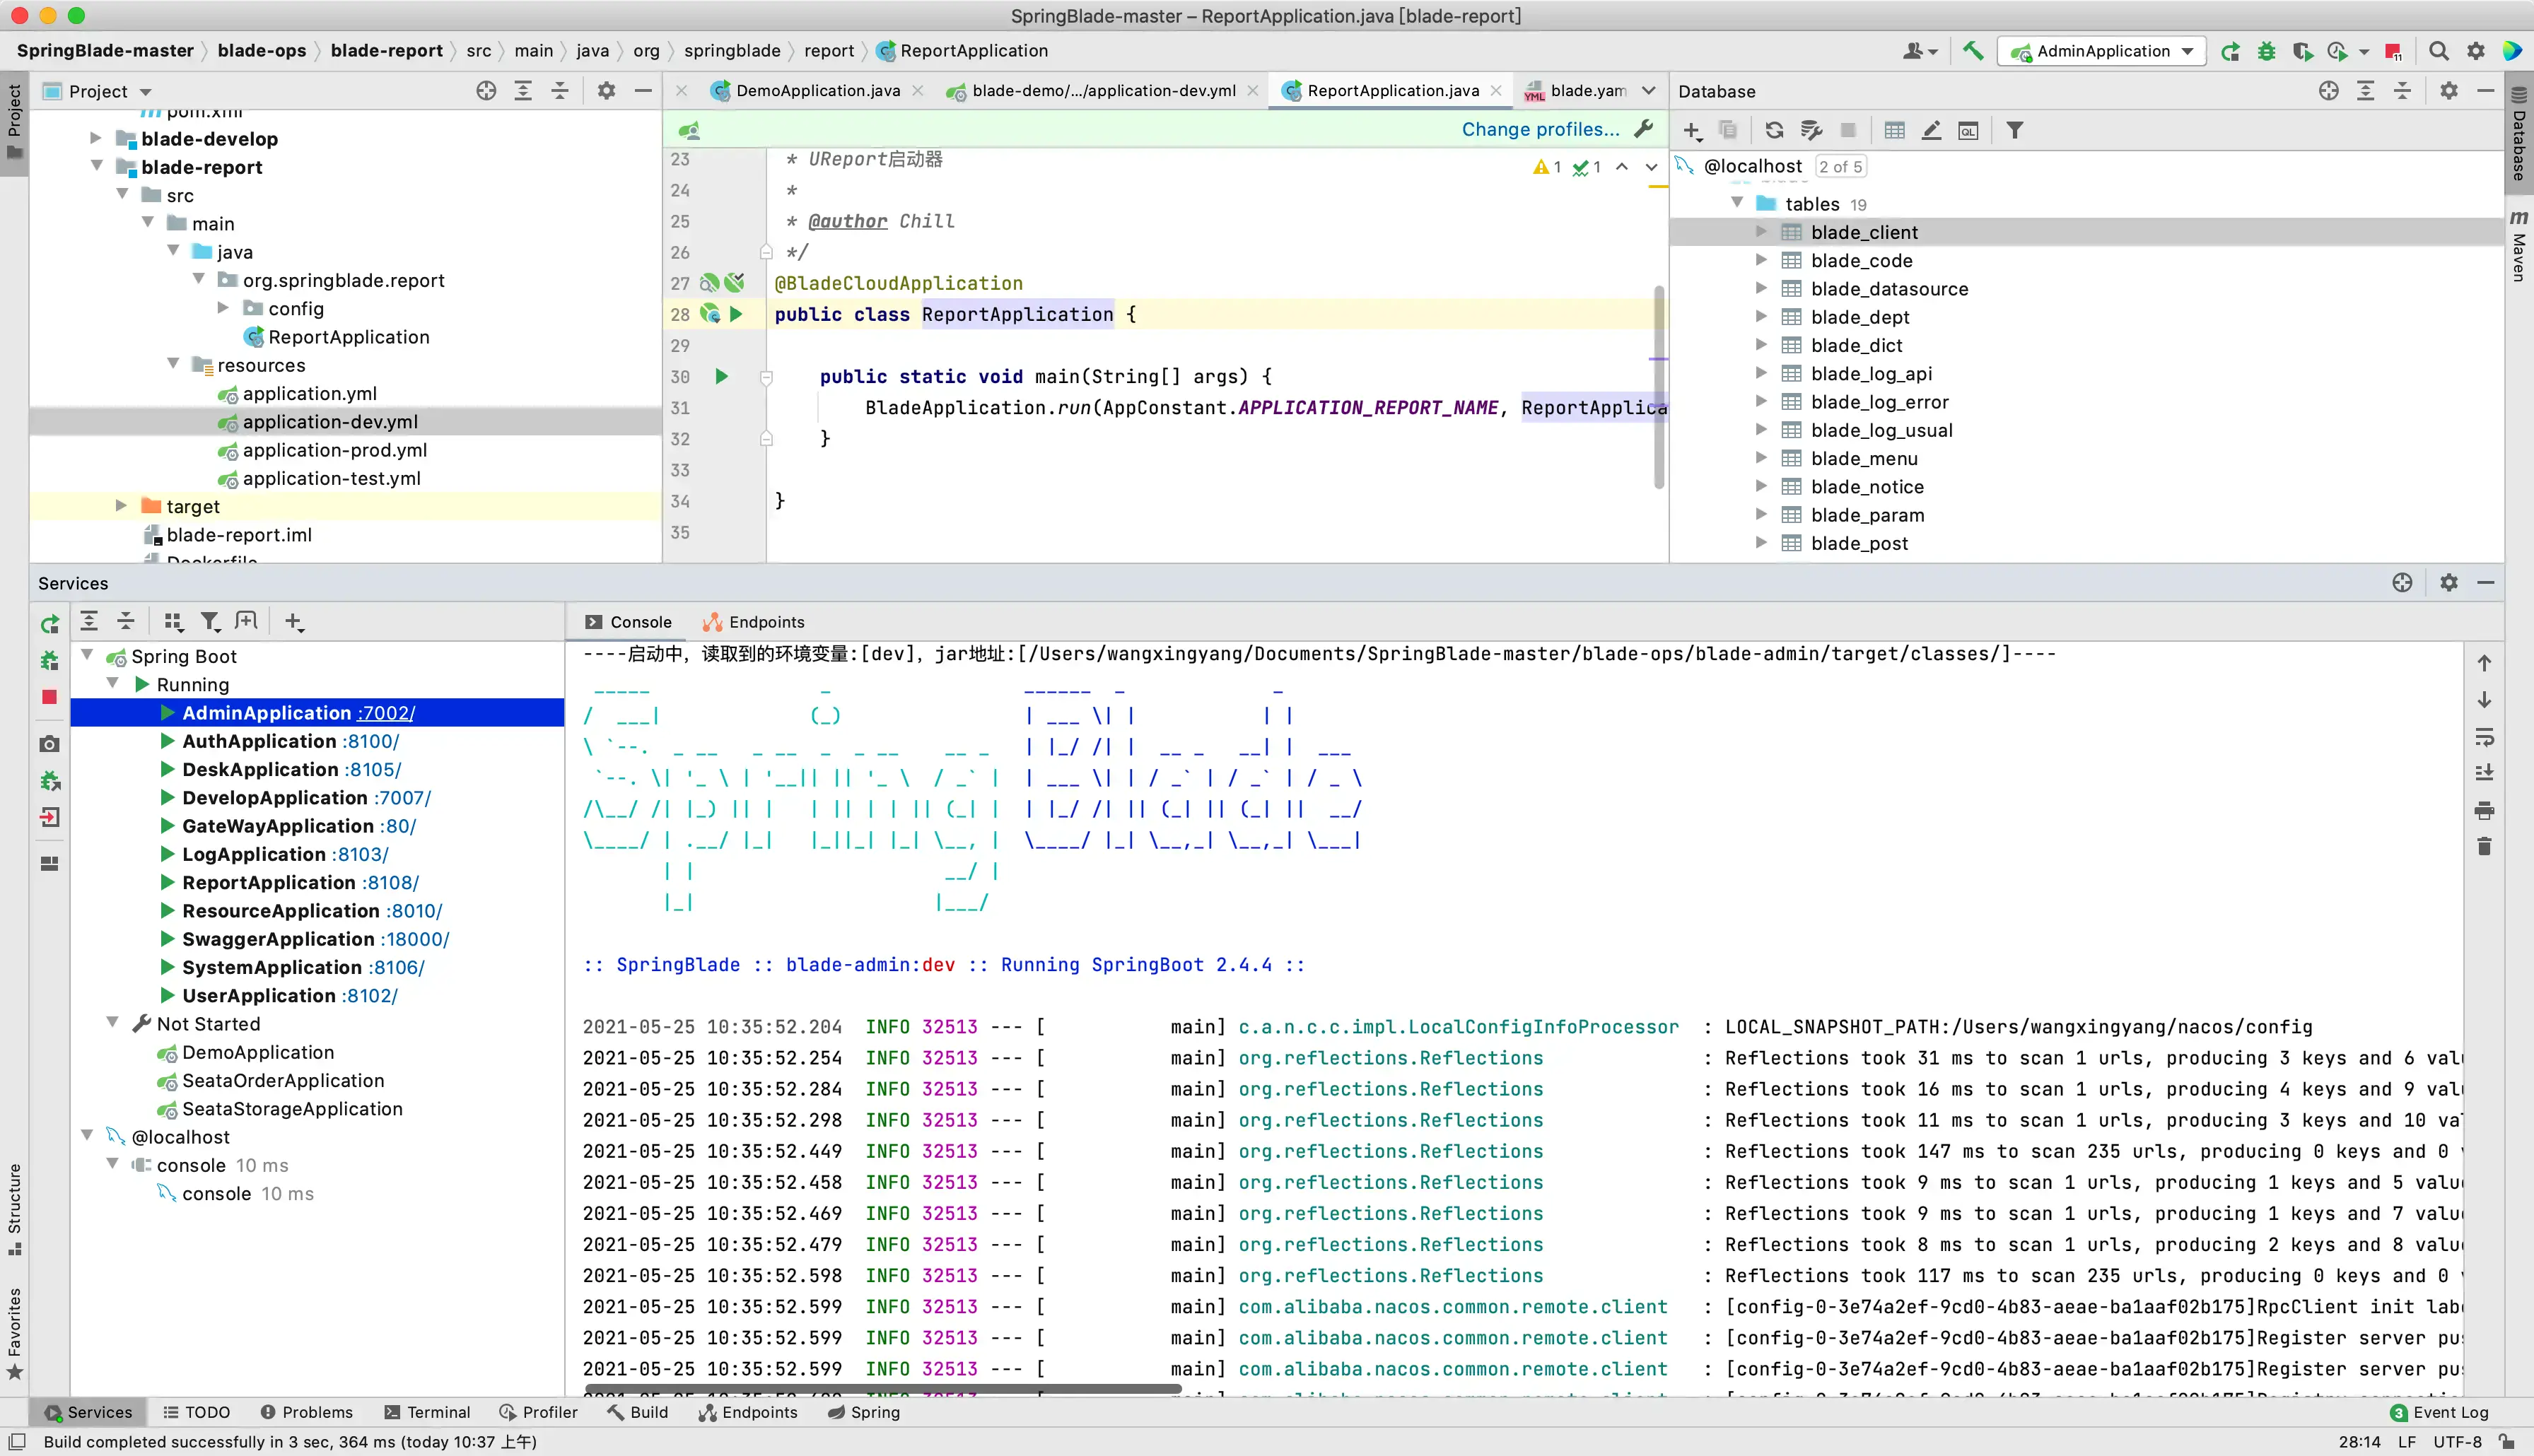 SpringBlade-master – ReportApplication.java [blade-report]
SpringBlade-master blade-ops blade-report src main java org springblade report ReportApplication
AdminApplication
11
Project
Project
pom.xml
blade-develop
blade-report
src
main
java
org.springblade.report
config
ReportApplication
resources
application.yml
application-dev.yml
application-prod.yml
application-test.yml
target
blade-report.iml
Dockerfile
DemoApplication.java
blade-demo/.../application-dev.yml
ReportApplication.java
YML blade.yam
Change profiles...
1 1
23 * UReport启动器
24 *
25 * @author Chill
26 */
27 @BladeCloudApplication
28 public class ReportApplication {
29
30 public static void main(String[] args) {
31 BladeApplication.run(AppConstant.APPLICATION_REPORT_NAME, ReportApplica
32 }
33
34 }
35
Database
QL
@localhost 2 of 5
tables 19
blade_client
blade_code
blade_datasource
blade_dept
blade_dict
blade_log_api
blade_log_error
blade_log_usual
blade_menu
blade_notice
blade_param
blade_post
Database
m Maven
Services
Spring Boot
Running
AdminApplication :7002/
AuthApplication :8100/
DeskApplication :8105/
DevelopApplication :7007/
GateWayApplication :80/
LogApplication :8103/
ReportApplication :8108/
ResourceApplication :8010/
SwaggerApplication :18000/
SystemApplication :8106/
UserApplication :8102/
Not Started
DemoApplication
SeataOrderApplication
SeataStorageApplication
@localhost
console 10 ms
console 10 ms
Structure
Favorites
Console
Endpoints
----启动中，读取到的环境变量:[dev]，jar地址:[/Users/wangxingyang/Documents/SpringBlade-master/blade-ops/blade-admin/target/classes/]----
Spring Blade
:: SpringBlade :: blade-admin:dev :: Running SpringBoot 2.4.4 ::
2021-05-25 10:35:52.204 INFO 32513 --- [ main] c.a.n.c.c.impl.LocalConfigInfoProcessor : LOCAL_SNAPSHOT_PATH:/Users/wangxingyang/nacos/config
2021-05-25 10:35:52.254 INFO 32513 --- [ main] org.reflections.Reflections : Reflections took 31 ms to scan 1 urls, producing 3 keys and 6 valu
2021-05-25 10:35:52.284 INFO 32513 --- [ main] org.reflections.Reflections : Reflections took 16 ms to scan 1 urls, producing 4 keys and 9 valu
2021-05-25 10:35:52.298 INFO 32513 --- [ main] org.reflections.Reflections : Reflections took 11 ms to scan 1 urls, producing 3 keys and 10 va
2021-05-25 10:35:52.449 INFO 32513 --- [ main] org.reflections.Reflections : Reflections took 147 ms to scan 235 urls, producing 0 keys and 0
2021-05-25 10:35:52.458 INFO 32513 --- [ main] org.reflections.Reflections : Reflections took 9 ms to scan 1 urls, producing 1 keys and 5 valu
2021-05-25 10:35:52.469 INFO 32513 --- [ main] org.reflections.Reflections : Reflections took 9 ms to scan 1 urls, producing 1 keys and 7 valu
2021-05-25 10:35:52.479 INFO 32513 --- [ main] org.reflections.Reflections : Reflections took 8 ms to scan 1 urls, producing 2 keys and 8 valu
2021-05-25 10:35:52.598 INFO 32513 --- [ main] org.reflections.Reflections : Reflections took 117 ms to scan 235 urls, producing 0 keys and 0
2021-05-25 10:35:52.599 INFO 32513 --- [ main] com.alibaba.nacos.common.remote.client : [config-0-3e74a2ef-9cd0-4b83-aeae-ba1aaf02b175]RpcClient init lab
2021-05-25 10:35:52.599 INFO 32513 --- [ main] com.alibaba.nacos.common.remote.client : [config-0-3e74a2ef-9cd0-4b83-aeae-ba1aaf02b175]Register server pu
2021-05-25 10:35:52.599 INFO 32513 --- [ main] com.alibaba.nacos.common.remote.client : [config-0-3e74a2ef-9cd0-4b83-aeae-ba1aaf02b175]Register server pu
Services TODO Problems Terminal Profiler Build Endpoints Spring
3 Event Log
Build completed successfully in 3 sec, 364 ms (today 10:37 上午)
28:14 LF UTF-8